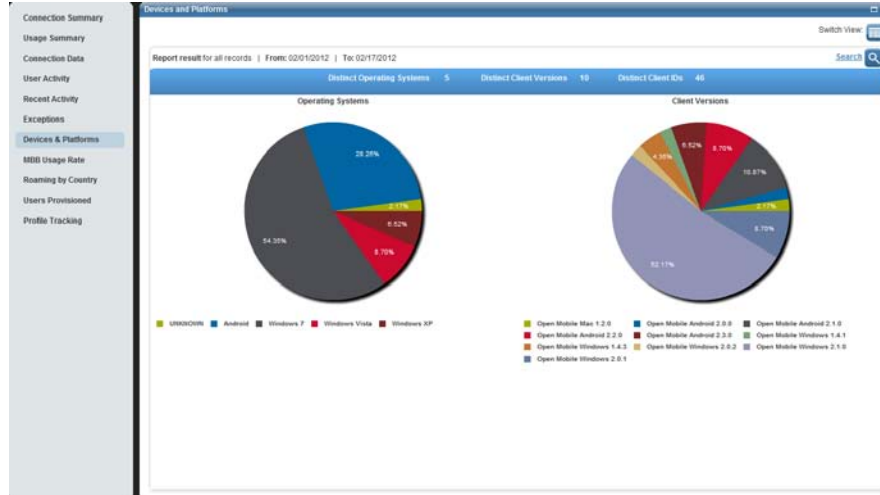 Connection Summary
Usage Summary
Connection Data
User Activity
Recent Activity
Exceptions
Devices & Platforms
MBB Usage Rate
Roaming by Country
Users Provisioned
Profile Tracking
Devices and Platforms
Switch View:
Report result for all records | From: 02/01/2012 | To: 02/17/2012
Search
Distinct Operating Systems 5 Distinct Client Versions 10 Distinct Client IDs 46
Operating Systems
28.26%
2.17%
6.52%
8.70%
54.35%
UNKNOWN Android Windows 7 Windows Vista Windows XP
Client Versions
4.35%
6.52%
8.70%
10.87%
2.17%
8.70%
52.17%
Open Mobile Mac 1.2.0 Open Mobile Android 2.0.0 Open Mobile Android 2.1.0
Open Mobile Android 2.2.0 Open Mobile Android 2.3.0 Open Mobile Windows 1.4.1
Open Mobile Windows 1.4.3 Open Mobile Windows 2.0.2 Open Mobile Windows 2.1.0
Open Mobile Windows 2.0.1